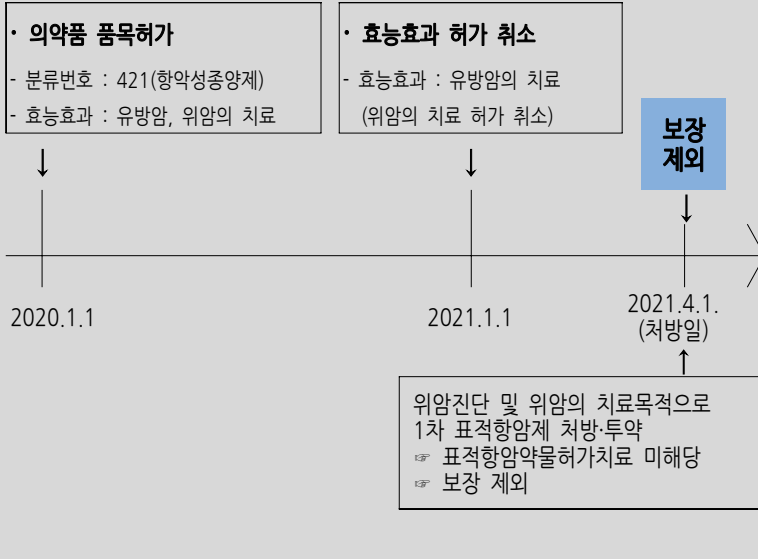 · 의약품 품목허가
- 분류번호 : 421(항악성종양제)
- 효능효과 : 유방암, 위암의 치료
· 효능효과 허가 취소
- 효능효과 : 유방암의 치료
(위암의 치료 허가 취소)
보장
제외
↓
↓
↓
2020.1.1
2021.1.1
2021.4.1.
(처방일)
↑
위암진단 및 위암의 치료목적으로
1차 표적항암제 처방·투약
☞ 표적항암약물허가치료 미해당
☞ 보장 제외